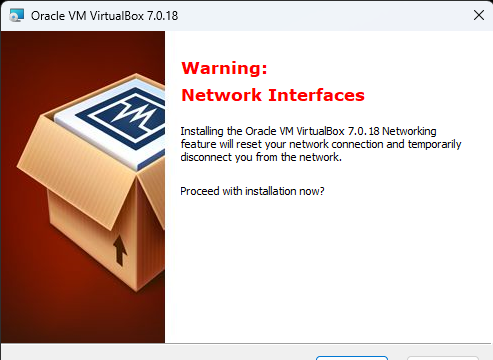 Oracle VM VirtualBox 7.0.18
Warning:
Network Interfaces
Installing the Oracle VM VirtualBox 7.0.18 Networking
feature will reset your network connection and temporarily
disconnect you from the network.
Proceed with installation now?